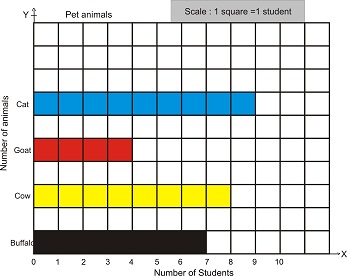 Y
Pet animals
Scale : 1 square =1 student
Number of animals
Cat
Goat
Cow
Buffalo
0 1 2 3 4 5 6 7 8 9 10
X
Number of Students